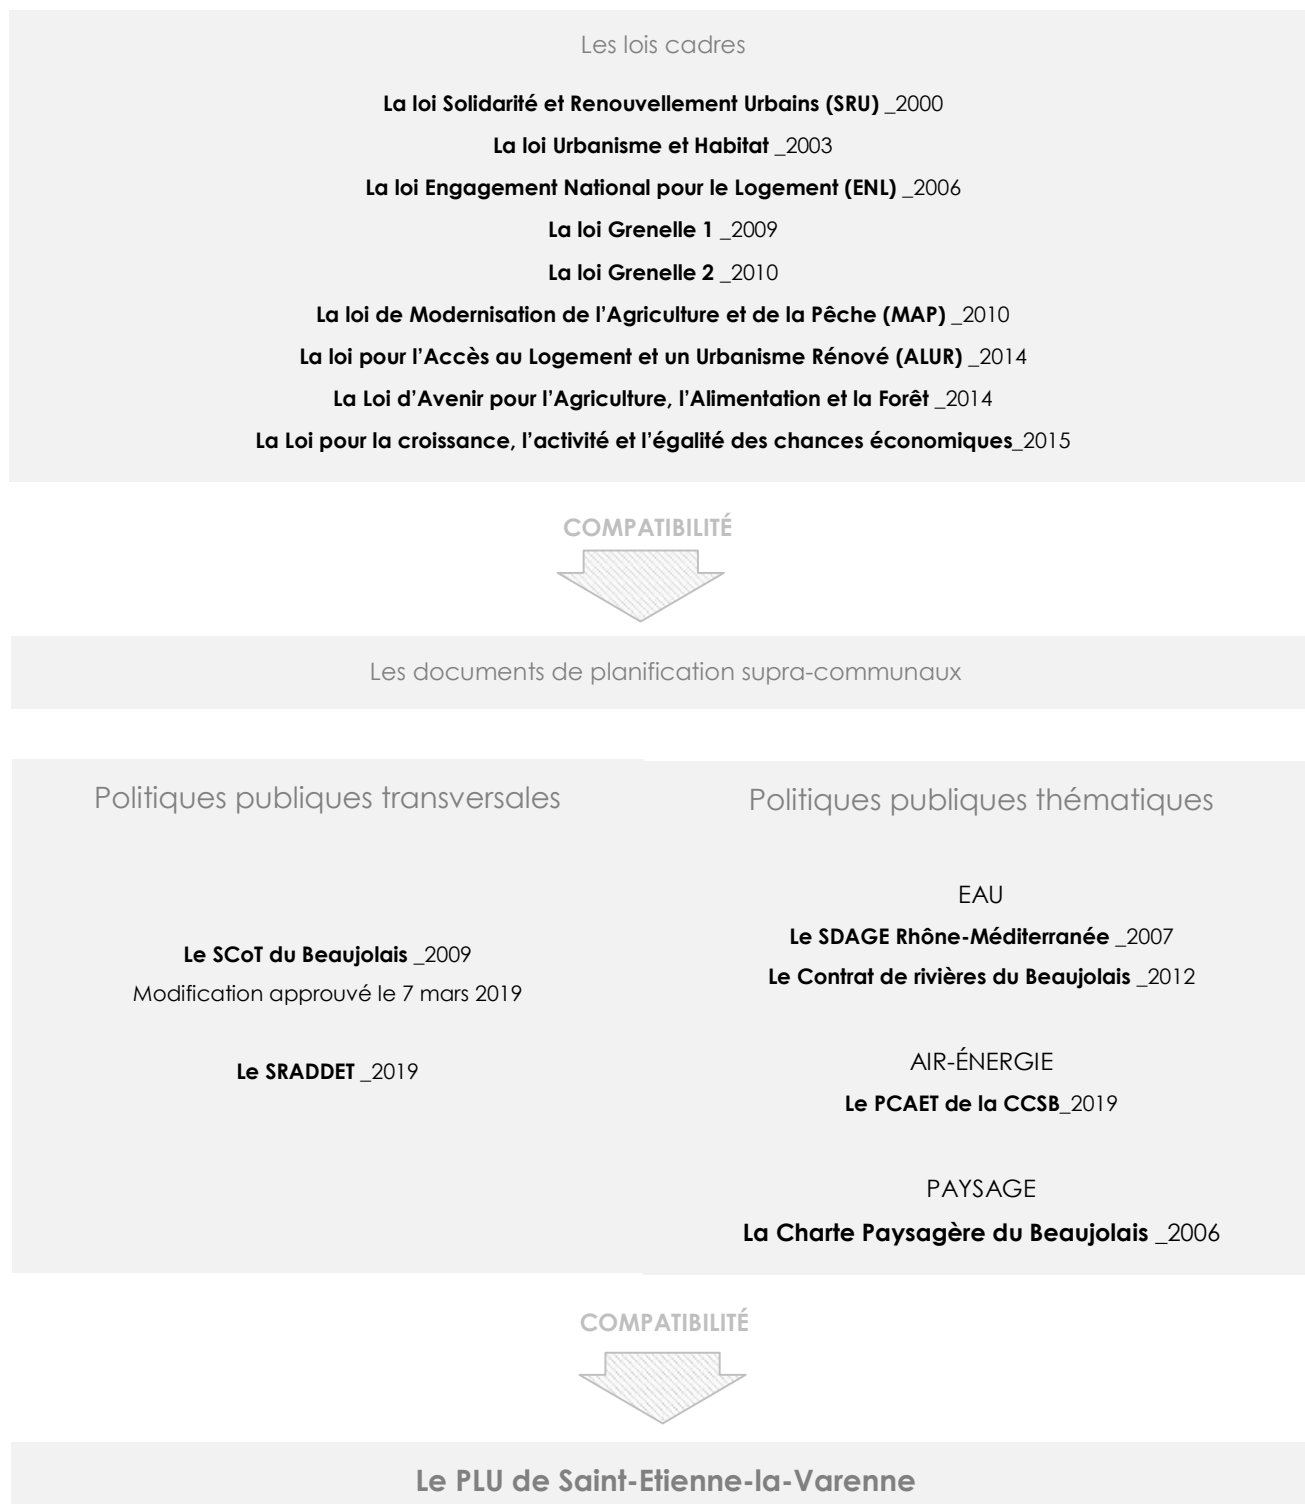 Les lois cadres
La loi Solidarité et Renouvellement Urbains (SRU) _2000
La loi Urbanisme et Habitat _2003
La loi Engagement National pour le Logement (ENL) _2006
La loi Grenelle 1 _2009
La loi Grenelle 2 _2010
La loi de Modernisation de l’Agriculture et de la Pêche (MAP) _2010
La loi pour l’Accès au Logement et un Urbanisme Rénové (ALUR) _2014
La Loi d’Avenir pour l’Agriculture, l’Alimentation et la Forêt _2014
La Loi pour la croissance, l’activité et l’égalité des chances économiques_2015
COMPATIBILITÉ
Les documents de planification supra-communaux
Politiques publiques transversales
Le SCoT du Beaujolais _2009
Modification approuvé le 7 mars 2019
Le SRADDET _2019
Politiques publiques thématiques
EAU
Le SDAGE Rhône-Méditerranée _2007
Le Contrat de rivières du Beaujolais _2012
AIR-ÉNERGIE
Le PCAET de la CCSB_2019
PAYSAGE
La Charte Paysagère du Beaujolais _2006
COMPATIBILITÉ
Le PLU de Saint-Etienne-la-Varenne